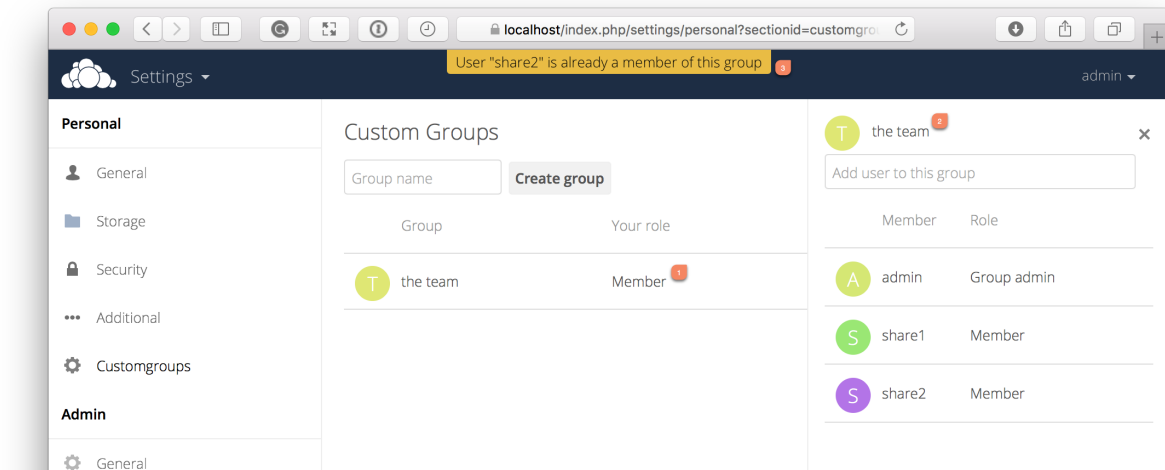 localhost/index.php/settings/personal?sectionid=customgro
User "share2" is already a member of this group 3
Settings
admin
Personal
General
Storage
Security
Additional
Customgroups
Admin
General
Custom Groups
Group name Create group
Group Your role
T the team Member 1
T the team 2
Add user to this group
Member Role
A admin Group admin
S share1 Member
S share2 Member